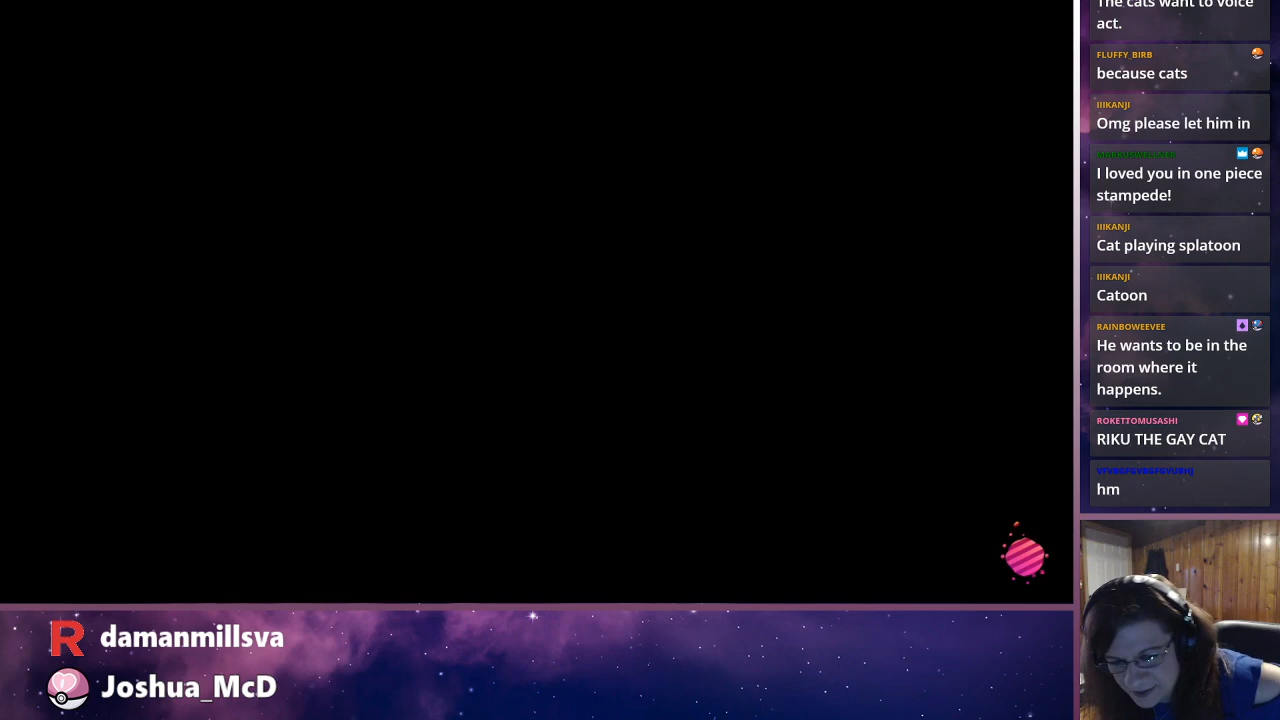 The cats want to voice
act.
FLUFFY_BIRB
because cats
IIIKANJI
Omg please let him in
MARKUSWELLNER
I loved you in one piece
stampede!
IIIKANJI
Cat playing splatoon
IIIKANJI
Catoon
RAINBOWEEVEE
He wants to be in the
room where it
happens.
ROKETTOMUSASHI
RIKU THE GAY CAT
hm
R damanmillsva
Joshua_McD